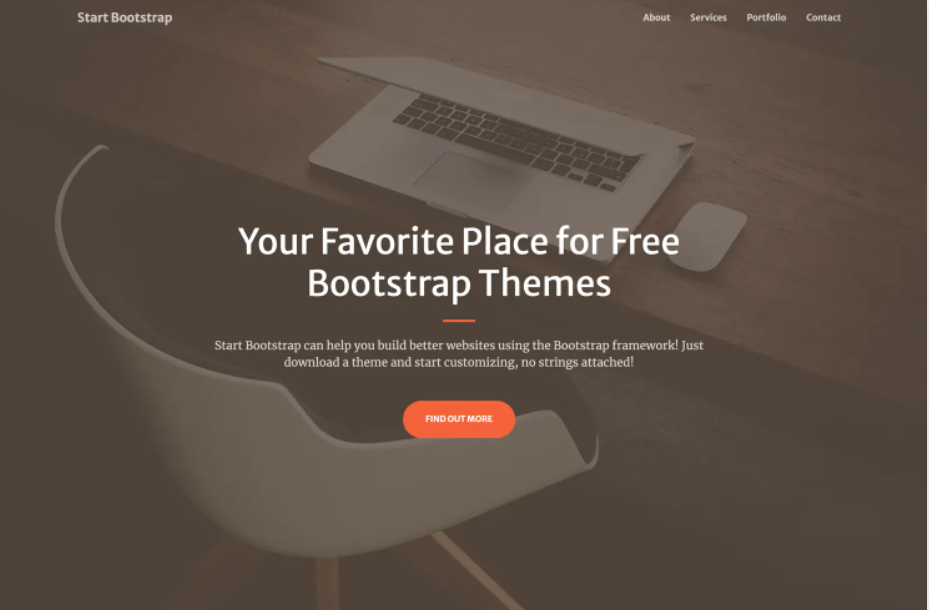 Start Bootstrap
About Services Portfolio Contact
Your Favorite Place for Free
Bootstrap Themes
Start Bootstrap can help you build better websites using the Bootstrap framework! Just
download a theme and start customizing, no strings attached!
FIND OUT MORE